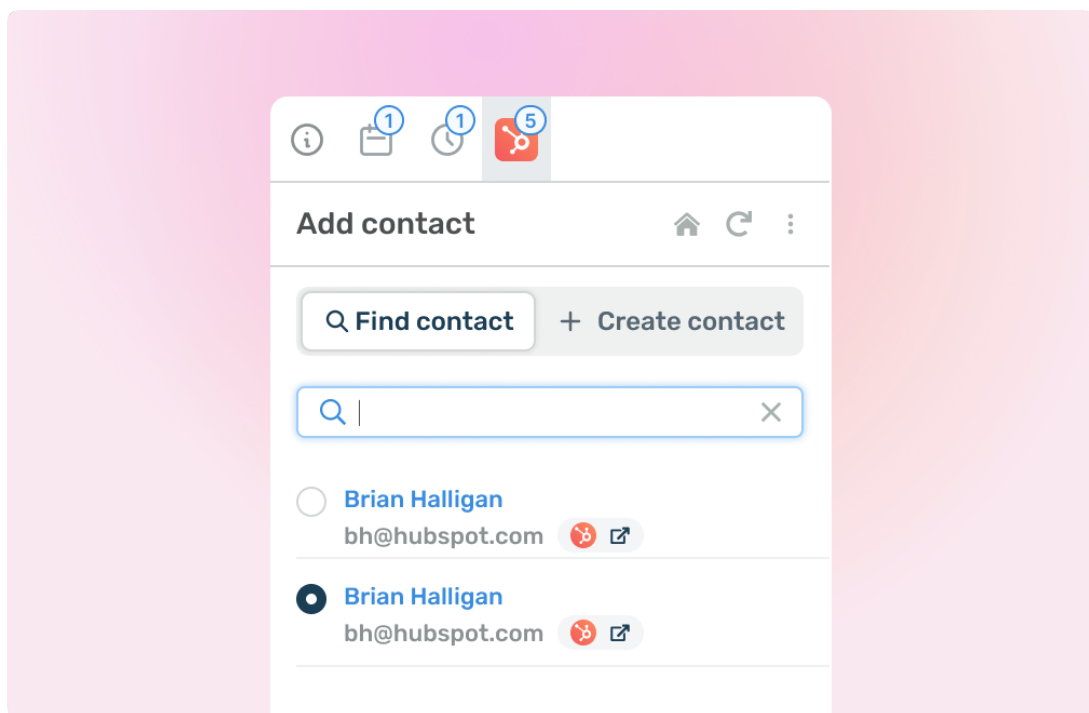 1 1 5
Add contact
Find contact + Create contact
Brian Halligan
bh@hubspot.com
Brian Halligan
bh@hubspot.com